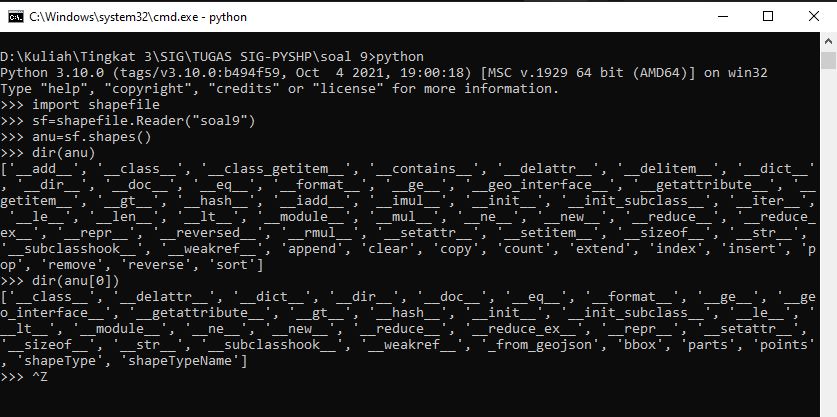 C:\Windows\system32\cmd.exe - python
D:\Kuliah\Tingkat 3\SIG\TUGAS SIG-PYSHP\soal 9>python
Python 3.10.0 (tags/v3.10.0:b494f59, Oct  4 2021, 19:00:18) [MSC v.1929 64 bit (AMD64)] on win32
Type "help", "copyright", "credits" or "license" for more information.
>>> import shapefile
>>> sf=shapefile.Reader("soal9")
>>> anu=sf.shapes()
>>> dir(anu)
['__add__', '__class__', '__class_getitem__', '__contains__', '__delattr__', '__delitem__', '__dict__'
, '__dir__', '__doc__', '__eq__', '__format__', '__ge__', '__geo_interface__', '__getattribute__', '__
getitem__', '__gt__', '__hash__', '__iadd__', '__imul__', '__init__', '__init_subclass__', '__iter__',
 '__le__', '__len__', '__lt__', '__module__', '__mul__', '__ne__', '__new__', '__reduce__', '__reduce_
ex__', '__repr__', '__reversed__', '__rmul__', '__setattr__', '__setitem__', '__sizeof__', '__str__', 
'__subclasshook__', '__weakref__', 'append', 'clear', 'copy', 'count', 'extend', 'index', 'insert', 'p
op', 'remove', 'reverse', 'sort']
>>> dir(anu[0])
['__class__', '__delattr__', '__dict__', '__dir__', '__doc__', '__eq__', '__format__', '__ge__', '__ge
o_interface__', '__getattribute__', '__gt__', '__hash__', '__init__', '__init_subclass__', '__le__', '
__lt__', '__module__', '__ne__', '__new__', '__reduce__', '__reduce_ex__', '__repr__', '__setattr__', 
'__sizeof__', '__str__', '__subclasshook__', '__weakref__', '_from_geojson', 'bbox', 'parts', 'points'
, 'shapeType', 'shapeTypeName']
>>> ^Z